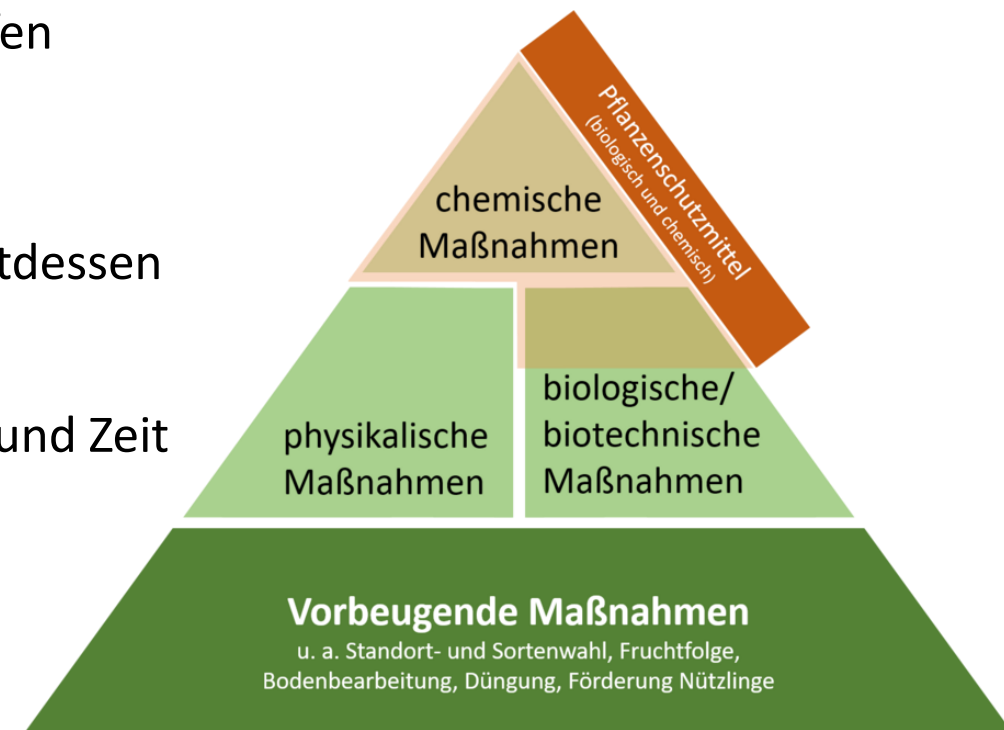 chemische
Maßnahmen
Pflanzenschutzmittel
(biologisch und chemisch)
tdessen
und Zeit
physikalische
Maßnahmen
biologische/
biotechnische
Maßnahmen
Vorbeugende Maßnahmen
u. a. Standort- und Sortenwahl, Fruchtfolge,
Bodenbearbeitung, Düngung, Förderung Nützlinge